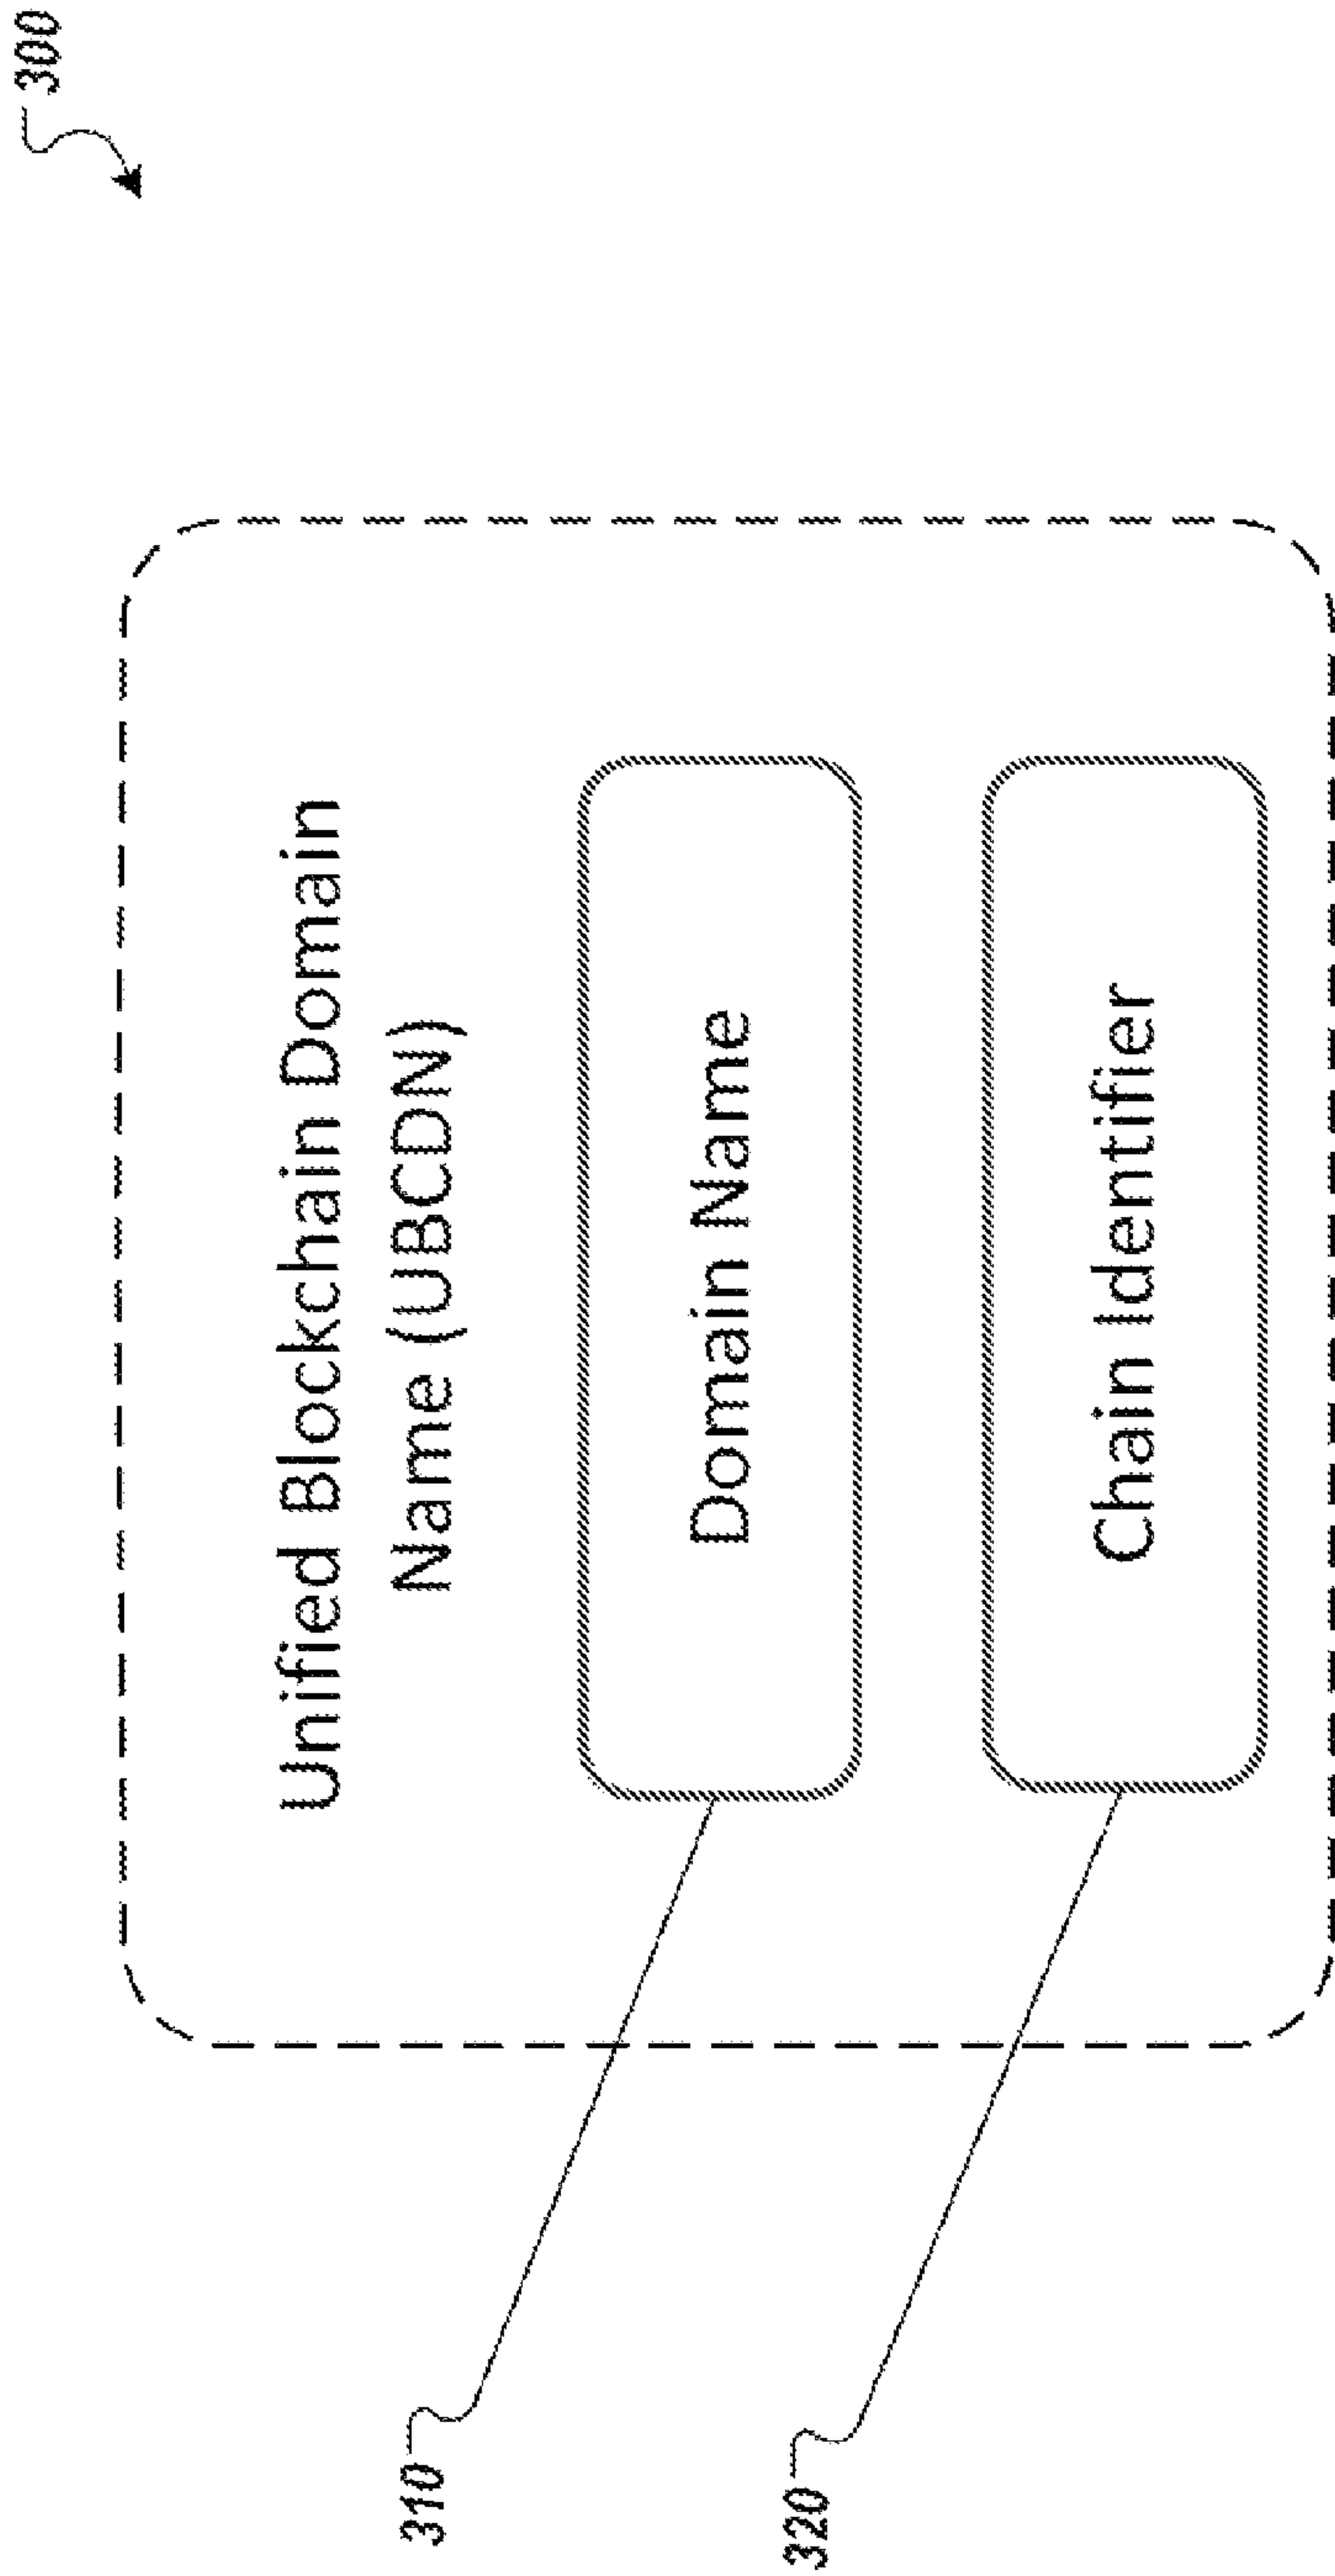 300
Unified Blockchain Domain
Name (UBCDN)
310
Domain Name
320
Chain Identifier